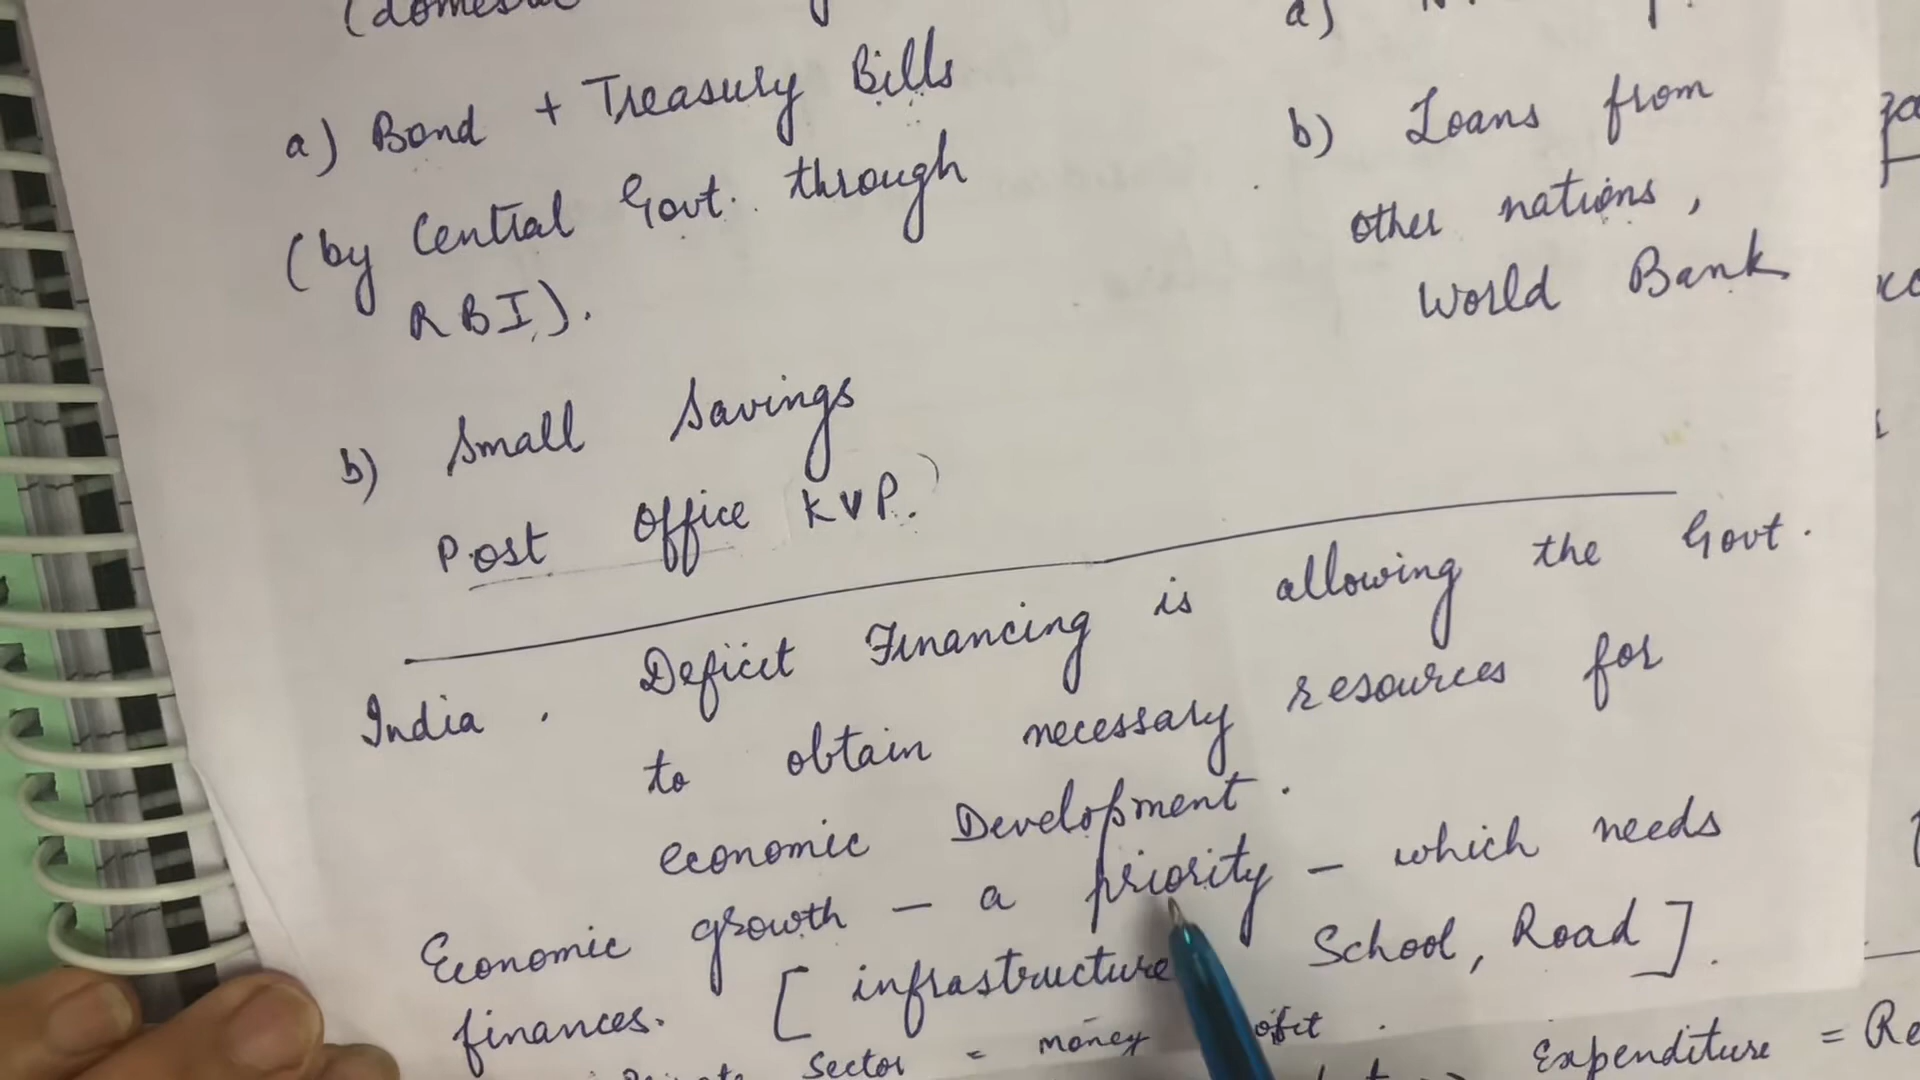 (domestic
a) Bond + Treasury Bills
(by Central Govt. through
RBI).
b) Small Savings
Post Office KVP.)
a)
b) Loans from
other nations,
World Bank
India. Deficit Financing is allowing the Govt.
to obtain necessary resources for
economic Development.
Economic growth - a priority - which needs
finances. [infrastructure School, Road].
Sector = money
Expenditure = Re